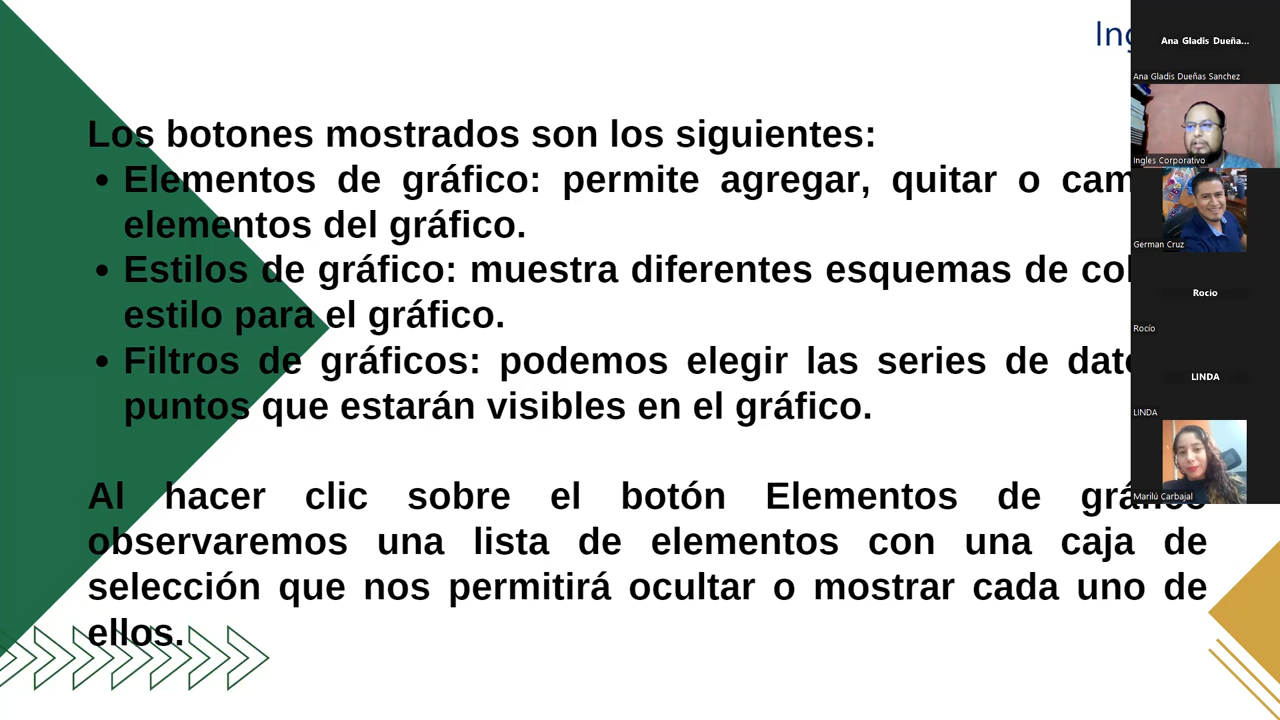 Los botones mostrados son los siguientes:
• Elementos de gráfico: permite agregar, quitar o
elementos del gráfico.
• Estilos de gráfico: muestra diferentes esquemas de
estilo para el gráfico.
• Filtros de gráficos: podemos elegir las series de
puntos que estarán visibles en el gráfico.
Al hacer clic sobre el botón Elementos de gráfico
observaremos una lista de elementos con una caja de
selección que nos permitirá ocultar o mostrar cada uno de
ellos.
Ana Gladis Dueña...
Ana Gladis Dueñas Sanchez
Ingles Corporativo
German Cruz
Rocío
Rocío
LINDA
LINDA
Marilú Carbajal